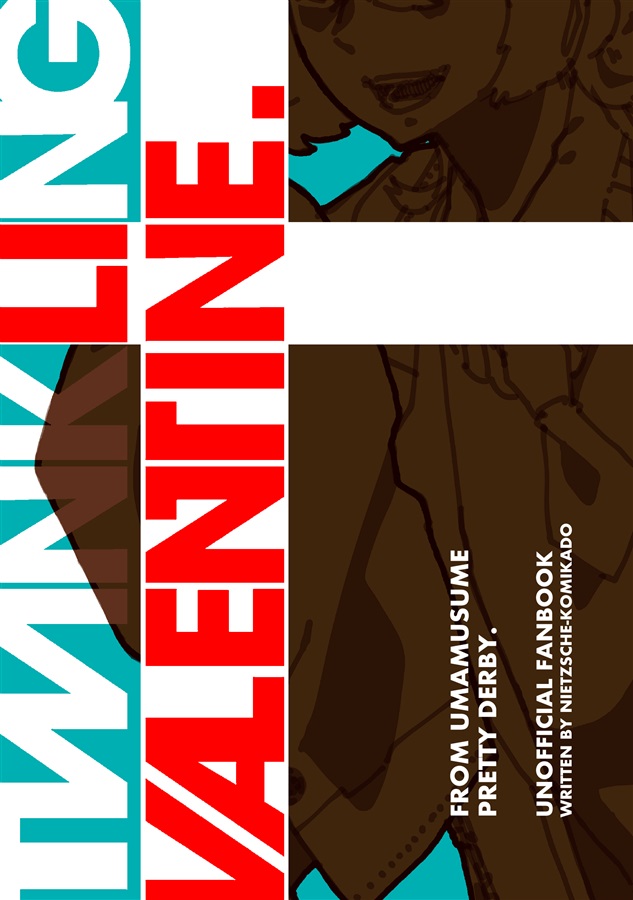 TWINKLING
VALENTINE.
FROM UMAMUSUME
PRETTY DERBY.
UNOFFICIAL FANBOOK
WRITTEN BY NIETZSCHE-KOMIKADO